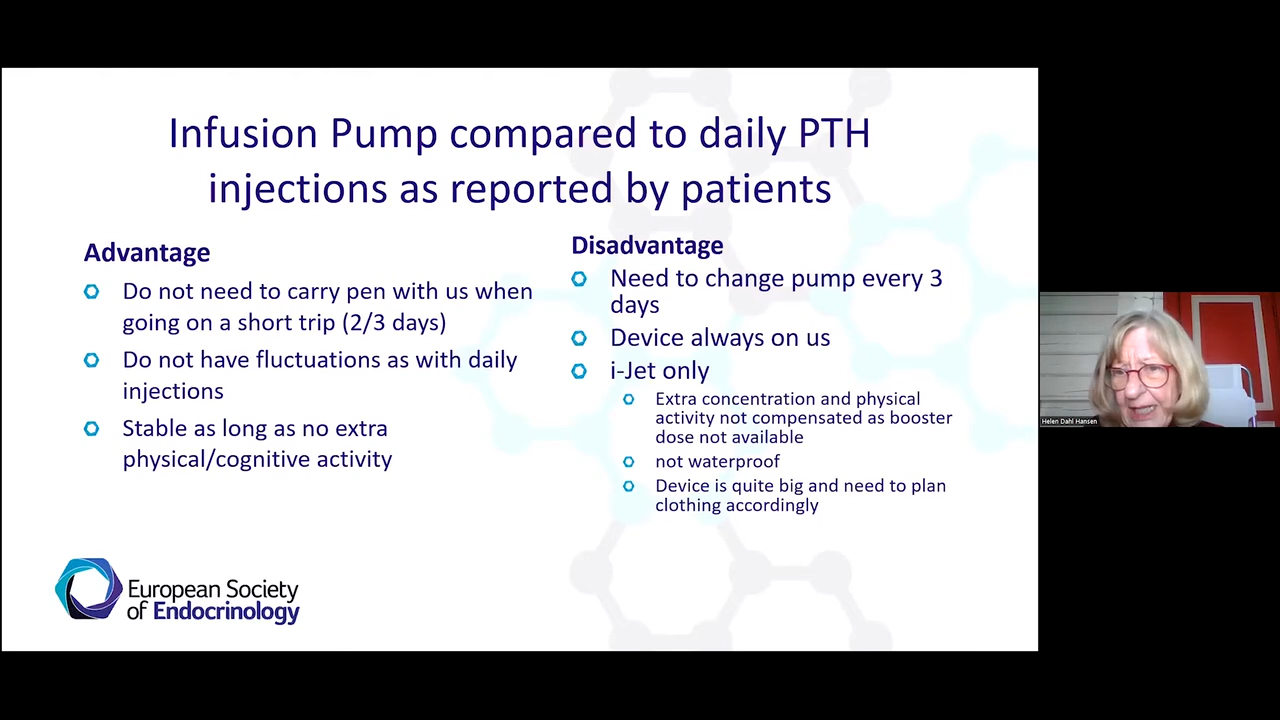 Infusion Pump compared to daily PTH
injections as reported by patients
Advantage
Do not need to carry pen with us when
going on a short trip (2/3 days)
Do not have fluctuations as with daily
injections
Stable as long as no extra
physical/cognitive activity
Disadvantage
Need to change pump every 3
days
Device always on us
i-Jet only
Extra concentration and physical
activity not compensated as booster
dose not available
not waterproof
Device is quite big and need to plan
clothing accordingly
European Society
of Endocrinology
Helen Dahl Hansen